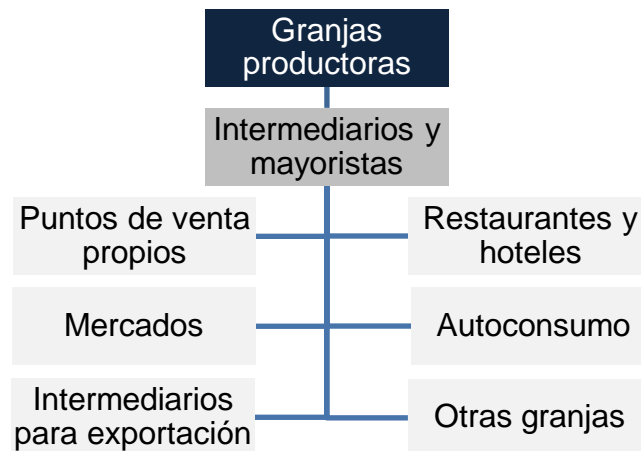 Granjas
productoras
Intermediarios y
mayoristas
Puntos de venta
propios
Restaurantes y
hoteles
Mercados
Autoconsumo
Intermediarios
para exportación
Otras granjas